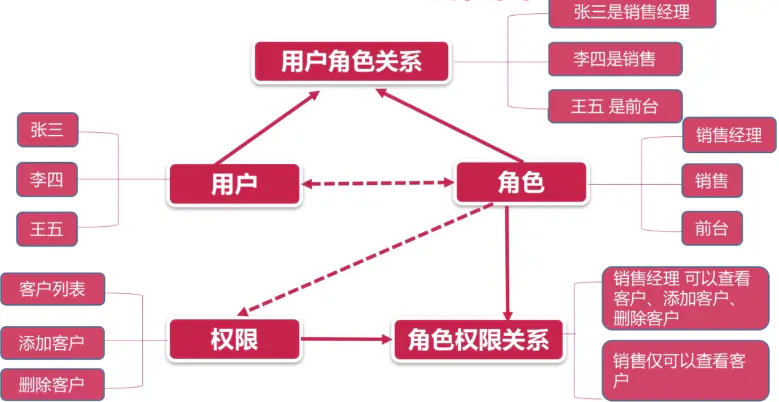 张三是销售经理
用户角色关系
李四是销售
王五 是前台
张三
李四
王五
用户
角色
销售经理
销售
前台
客户列表
添加客户
删除客户
权限
角色权限关系
销售经理 可以查看
客户、添加客户、
删除客户
销售仅可以查看客
户